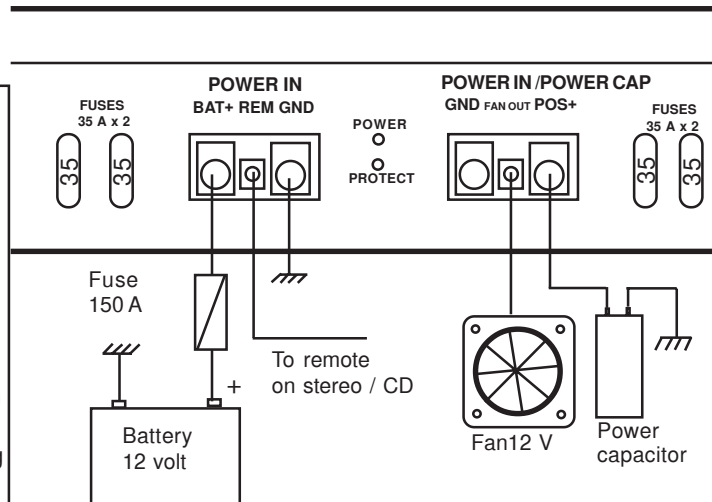 POWER IN
BAT+ REM GND
FUSES
35 A x 2
35
35
POWER
PROTECT
POWER IN /POWER CAP
GND FAN OUT POS+
FUSES
35 A x 2
35
35
Fuse
150 A
+
To remote
on stereo / CD
Battery
12 volt
Fan12 V
Power
capacitor